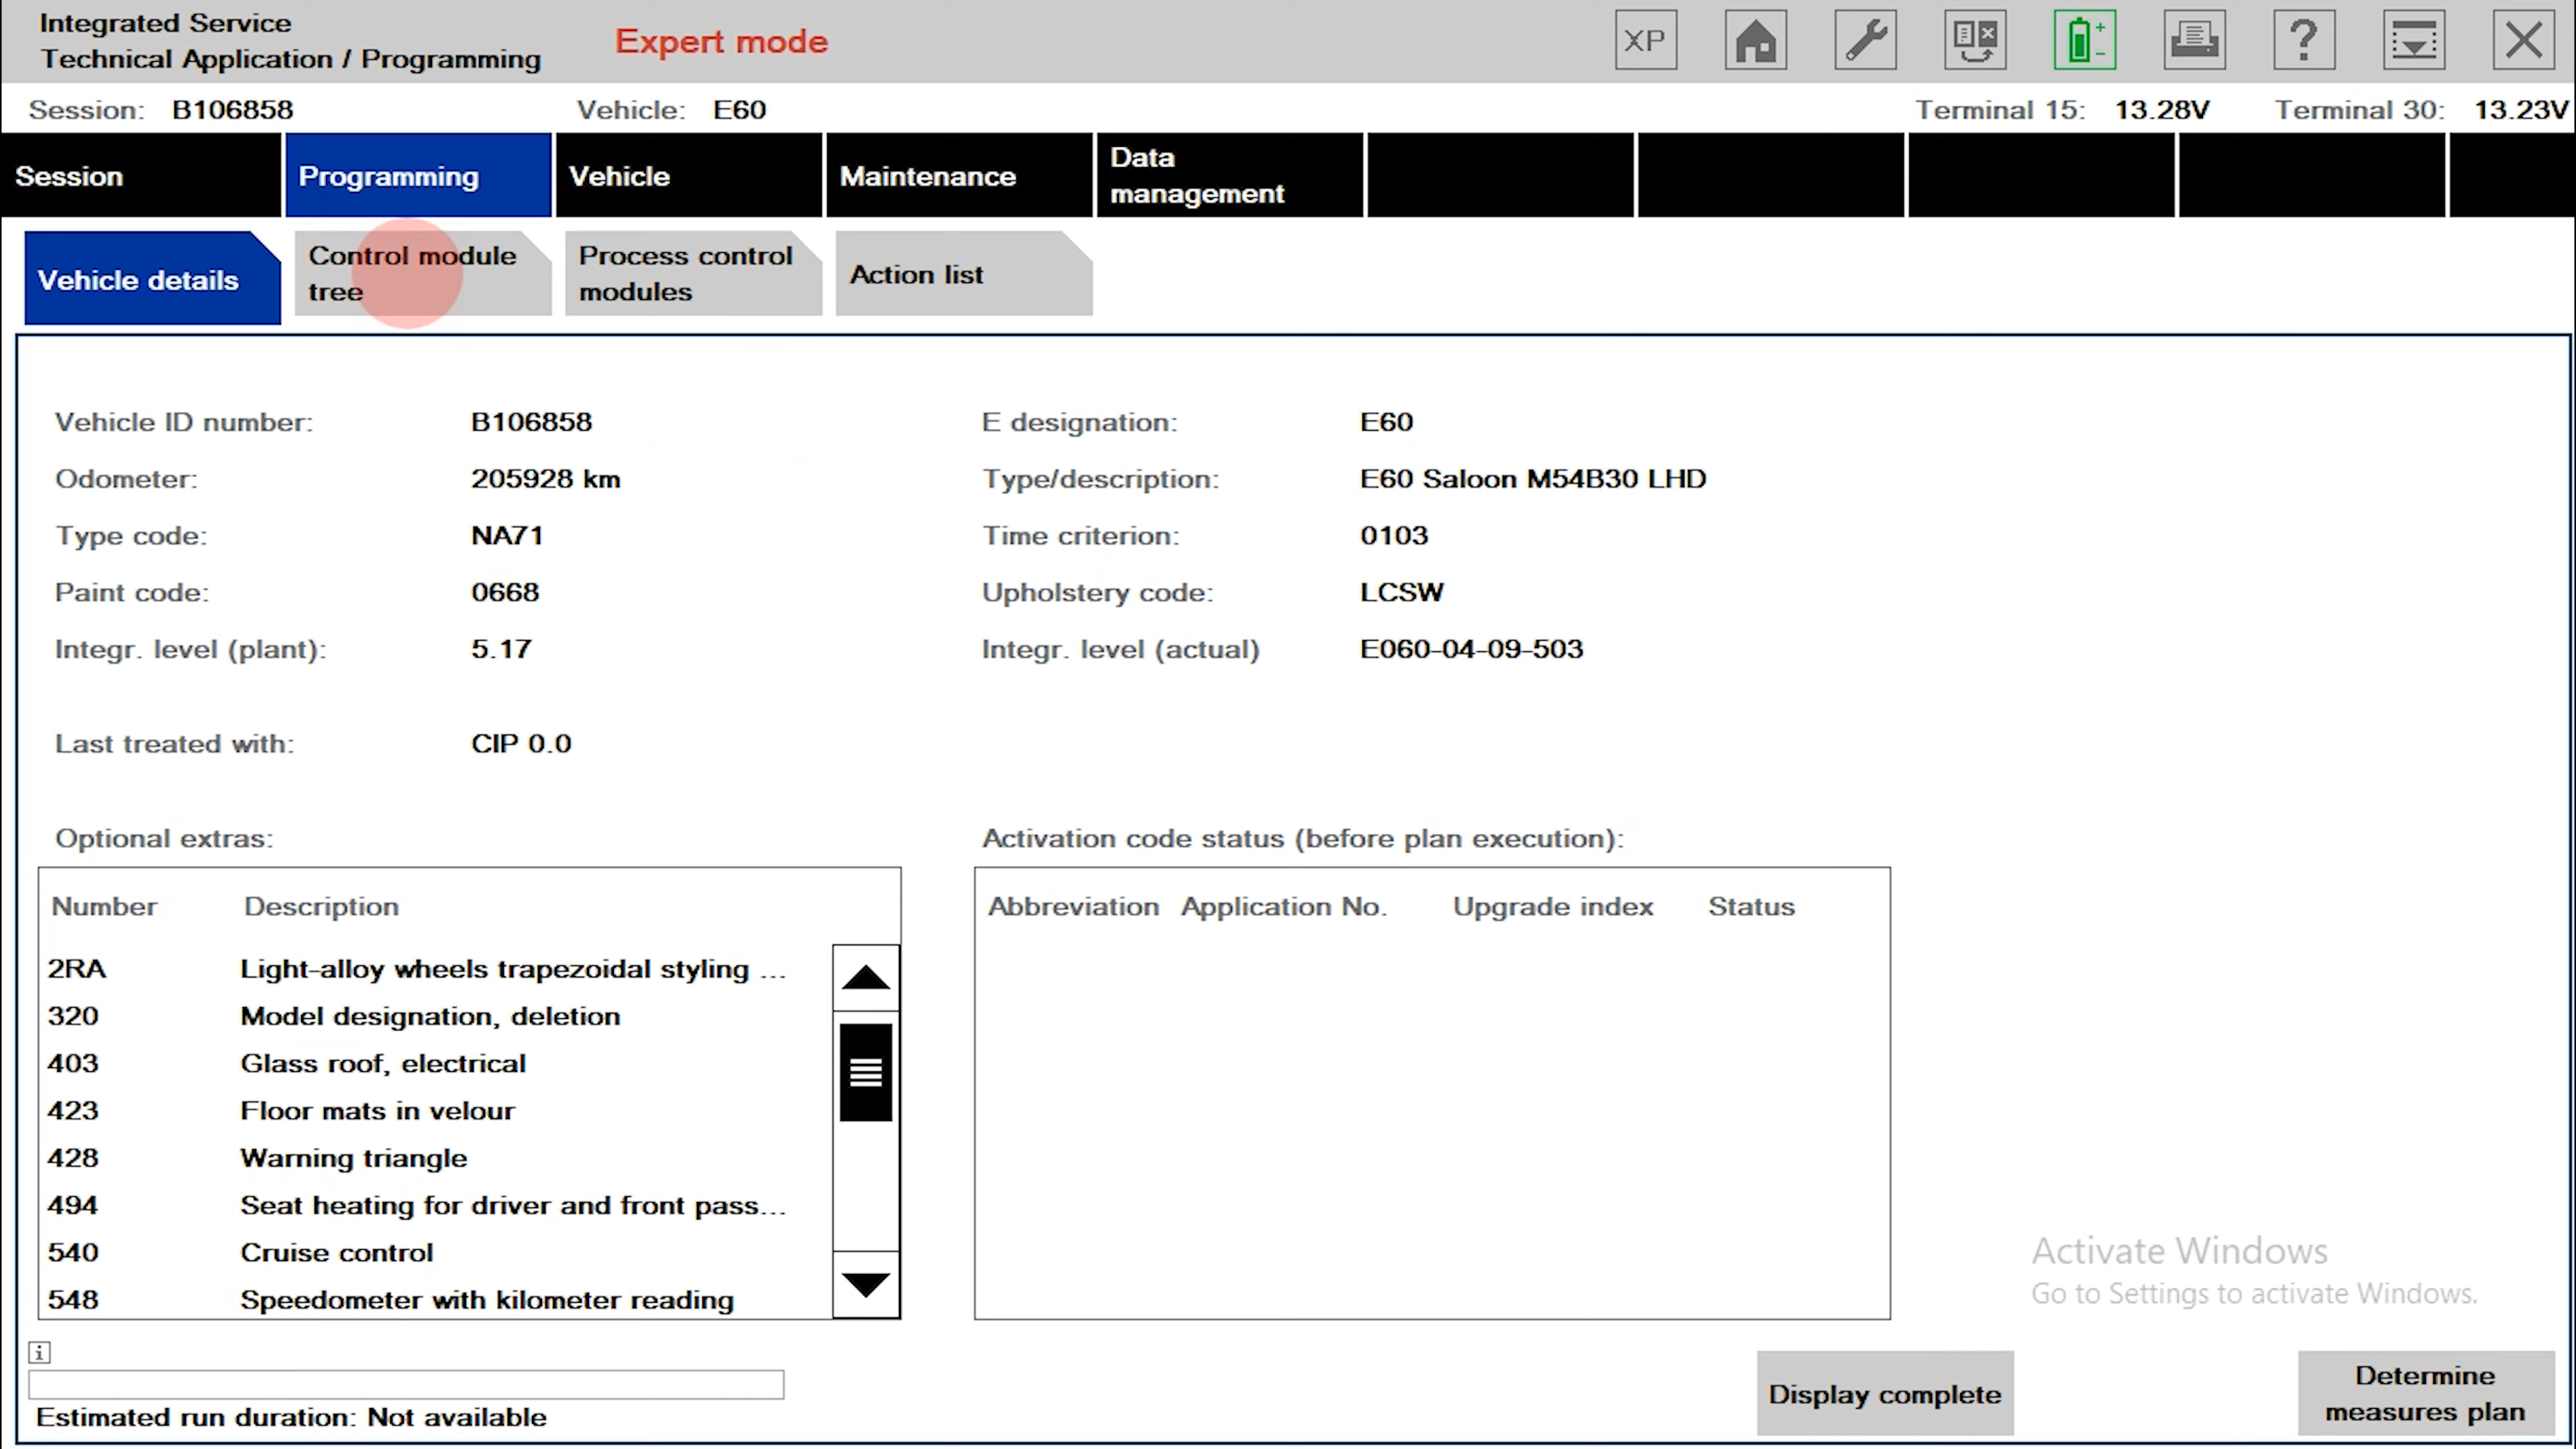 Integrated Service
Technical Application / Programming
Expert mode
XP
Session: B106858
Vehicle: E60
Terminal 15: 13.28V
Terminal 30: 13.23V
Session
Programming
Vehicle
Maintenance
Data
management
Vehicle details
Control module
tree
Process control
modules
Action list
Vehicle ID number: B106858
E designation: E60
Odometer: 205928 km
Type/description: E60 Saloon M54B30 LHD
Type code: NA71
Time criterion: 0103
Paint code: 0668
Upholstery code: LCSW
Integr. level (plant): 5.17
Integr. level (actual) E060-04-09-503
Last treated with: CIP 0.0
Optional extras:
Number Description
2RA Light-alloy wheels trapezoidal styling ...
320 Model designation, deletion
403 Glass roof, electrical
423 Floor mats in velour
428 Warning triangle
494 Seat heating for driver and front pass...
540 Cruise control
548 Speedometer with kilometer reading
Activation code status (before plan execution):
Abbreviation Application No. Upgrade index Status
Activate Windows
Go to Settings to activate Windows.
i
Estimated run duration: Not available
Display complete
Determine
measures plan